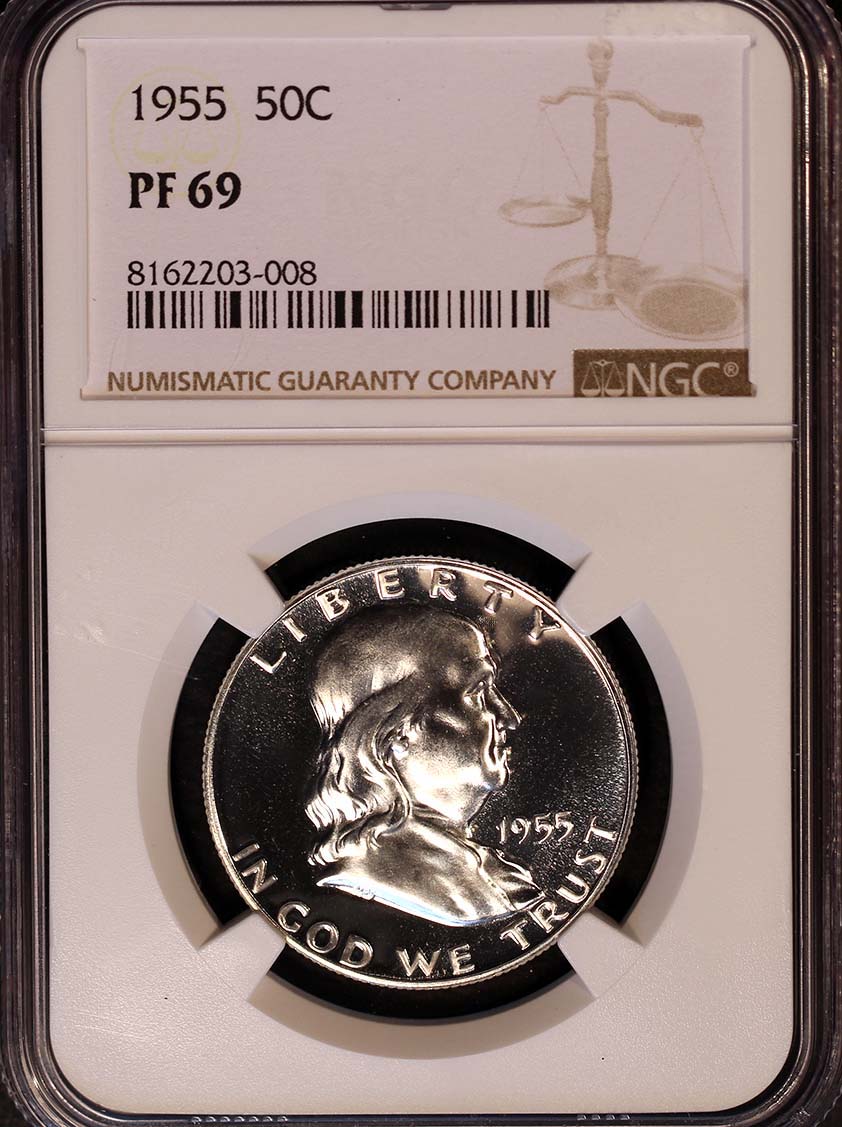 1955 50C
PF 69
8162203-008
NUMISMATIC GUARANTY COMPANY
NGC®
LIBERTY
1955
IN GOD WE TRUST